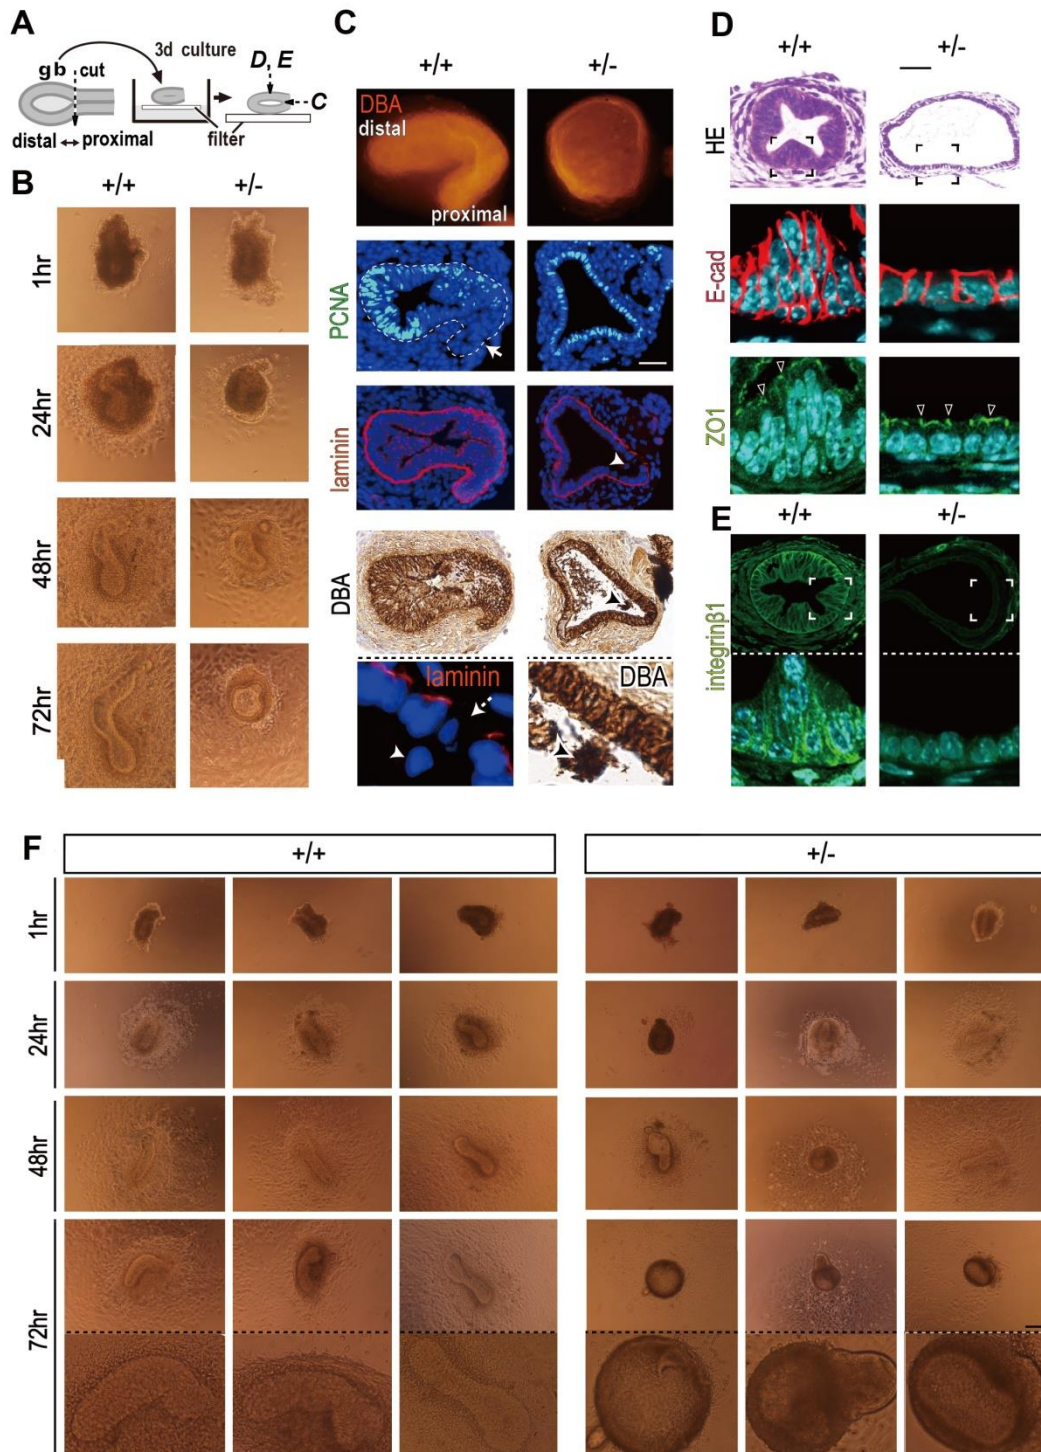 A
gb
cut
3d culture
D, E
C
filter
distal
proximal
B
+/+
+/-
1hr
24hr
48hr
72hr
C
+/+
+/-
DBA
distal
proximal
PCNA
laminin
DBA
laminin
DBA
D
+/+
+/-
HE
E-cad
ZO1
E
+/+
+/-
integrinβ1
F
+/+
+/-
1hr
24hr
48hr
72hr